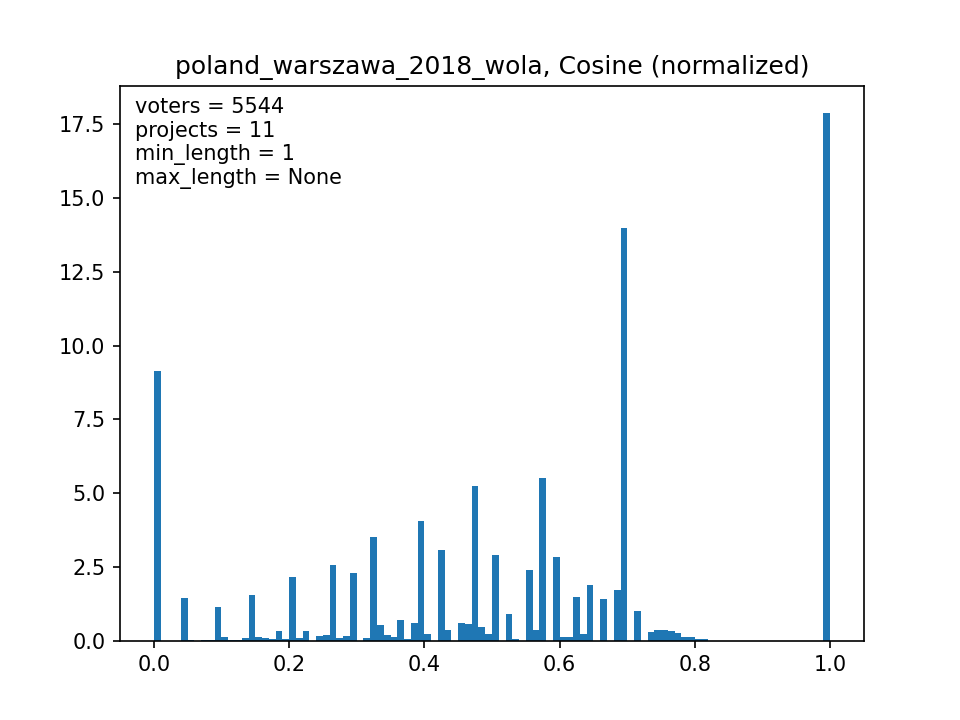 poland_warszawa_2018_wola, Cosine (normalized)
voters = 5544
projects = 11
min_length = 1
max_length = None
17.5
15.0
12.5
10.0
7.5
5.0
2.5
0.0
0.0 0.2 0.4 0.6 0.8 1.0